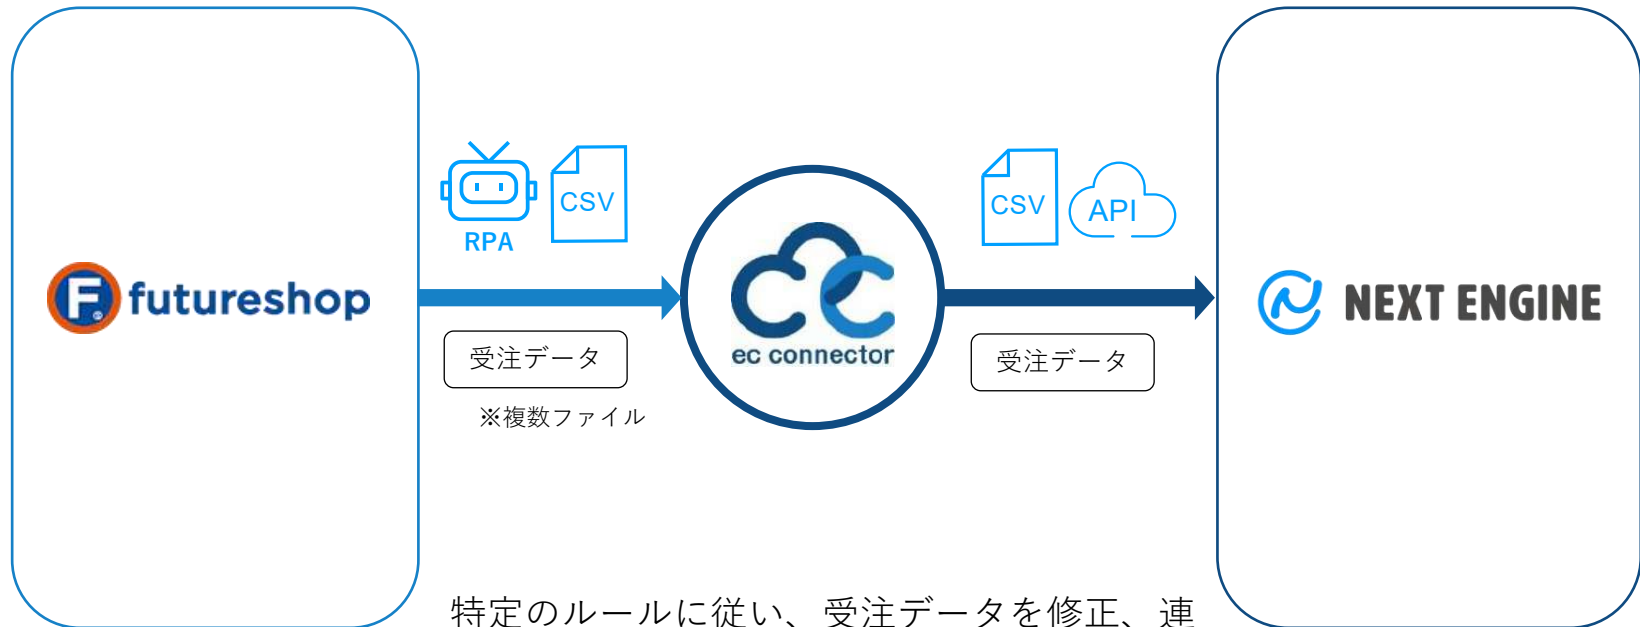 futureshop
RPA
CSV
受注データ
※複数ファイル
ec connector
CSV
API
受注データ
NEXT ENGINE
特定のルールに従い、受注データを修正、連